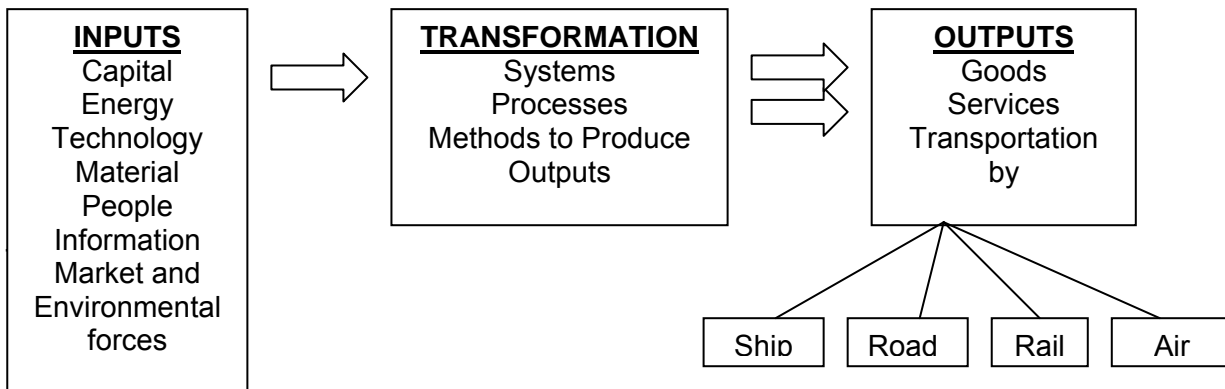 INPUTS
Capital
Energy
Technology
Material
People
Information
Market and
Environmental
forces
TRANSFORMATION
Systems
Processes
Methods to Produce
Outputs
OUTPUTS
Goods
Services
Transportation
by
Ship
Road
Rail
Air